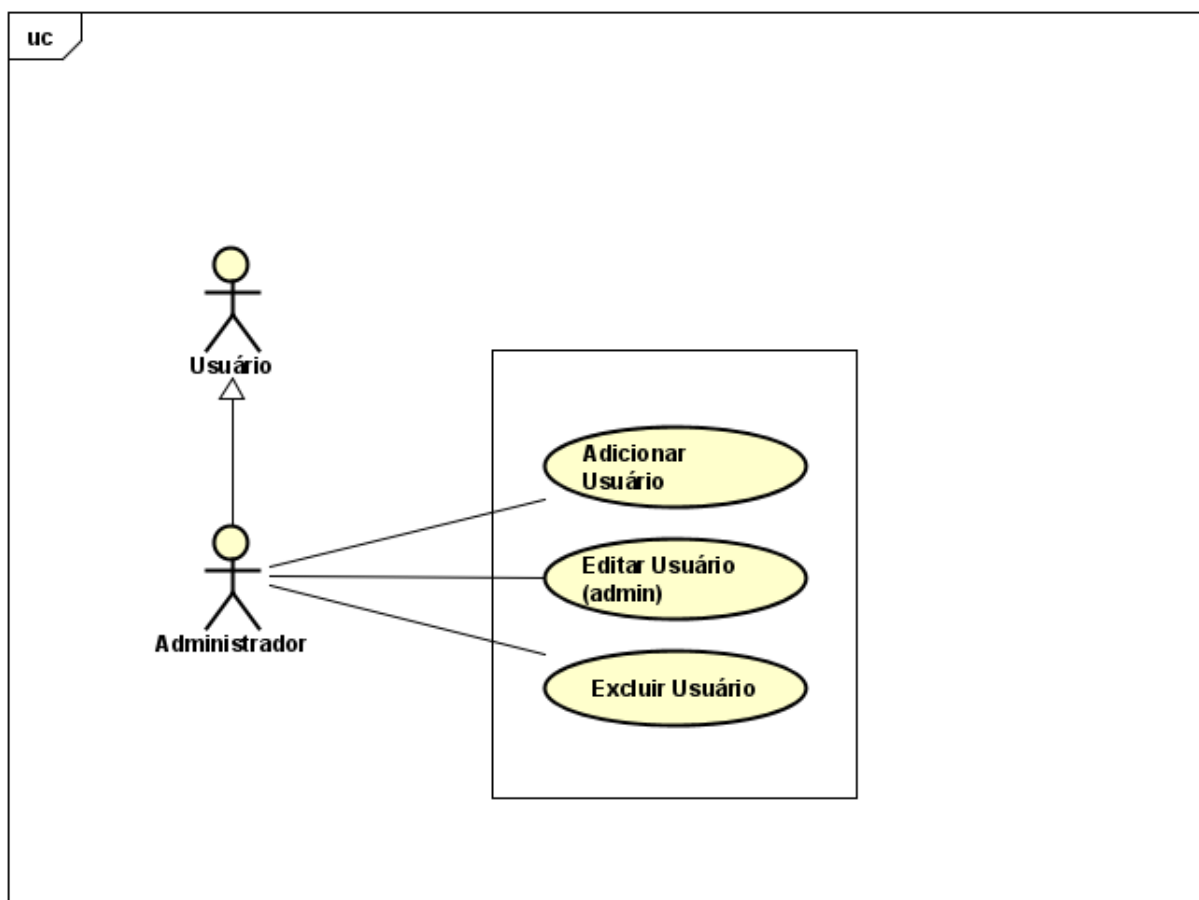 uc
Usuário
Adicionar
Usuário
Editar Usuário
(admin)
Administrador
Excluir Usuário